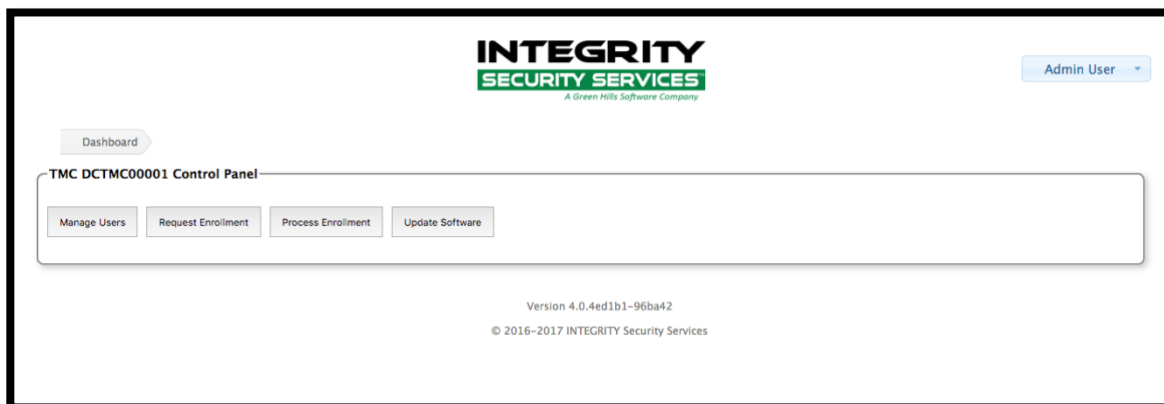 INTEGRITY
SECURITY SERVICES™
A Green Hills Software Company
Admin User
Dashboard
TMC DCTMC00001 Control Panel
Manage Users
Request Enrollment
Process Enrollment
Update Software
Version 4.0.4ed1b1-96ba42
© 2016-2017 INTEGRITY Security Services